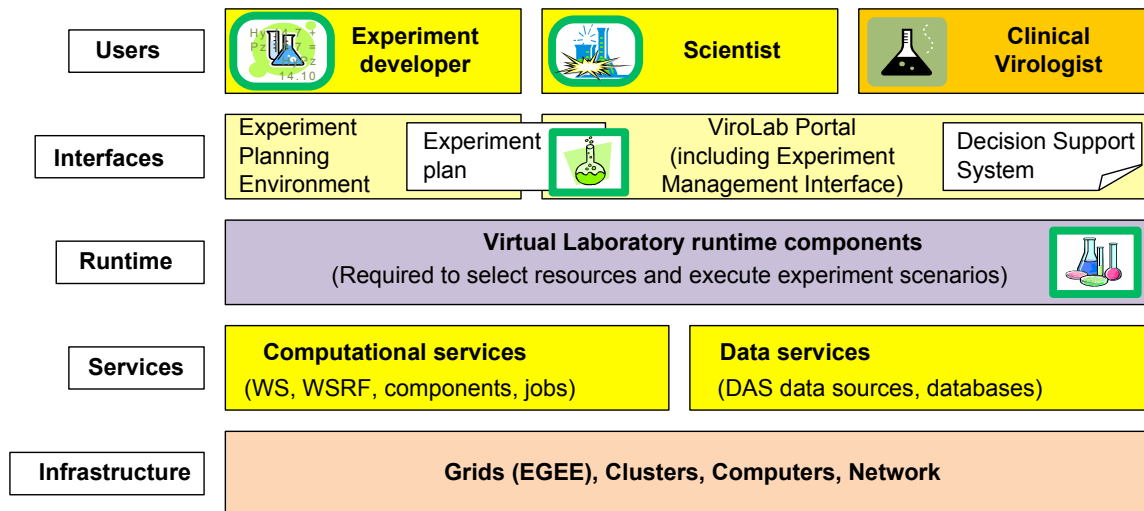 Users
Experiment
developer
Scientist
Clinical
Virologist
Interfaces
Experiment
Planning
Environment
Experiment
plan
ViroLab Portal
(including Experiment
Management Interface)
Decision Support
System
Runtime
Virtual Laboratory runtime components
(Required to select resources and execute experiment scenarios)
Services
Computational services
(WS, WSRF, components, jobs)
Data services
(DAS data sources, databases)
Infrastructure
Grids (EGEE), Clusters, Computers, Network